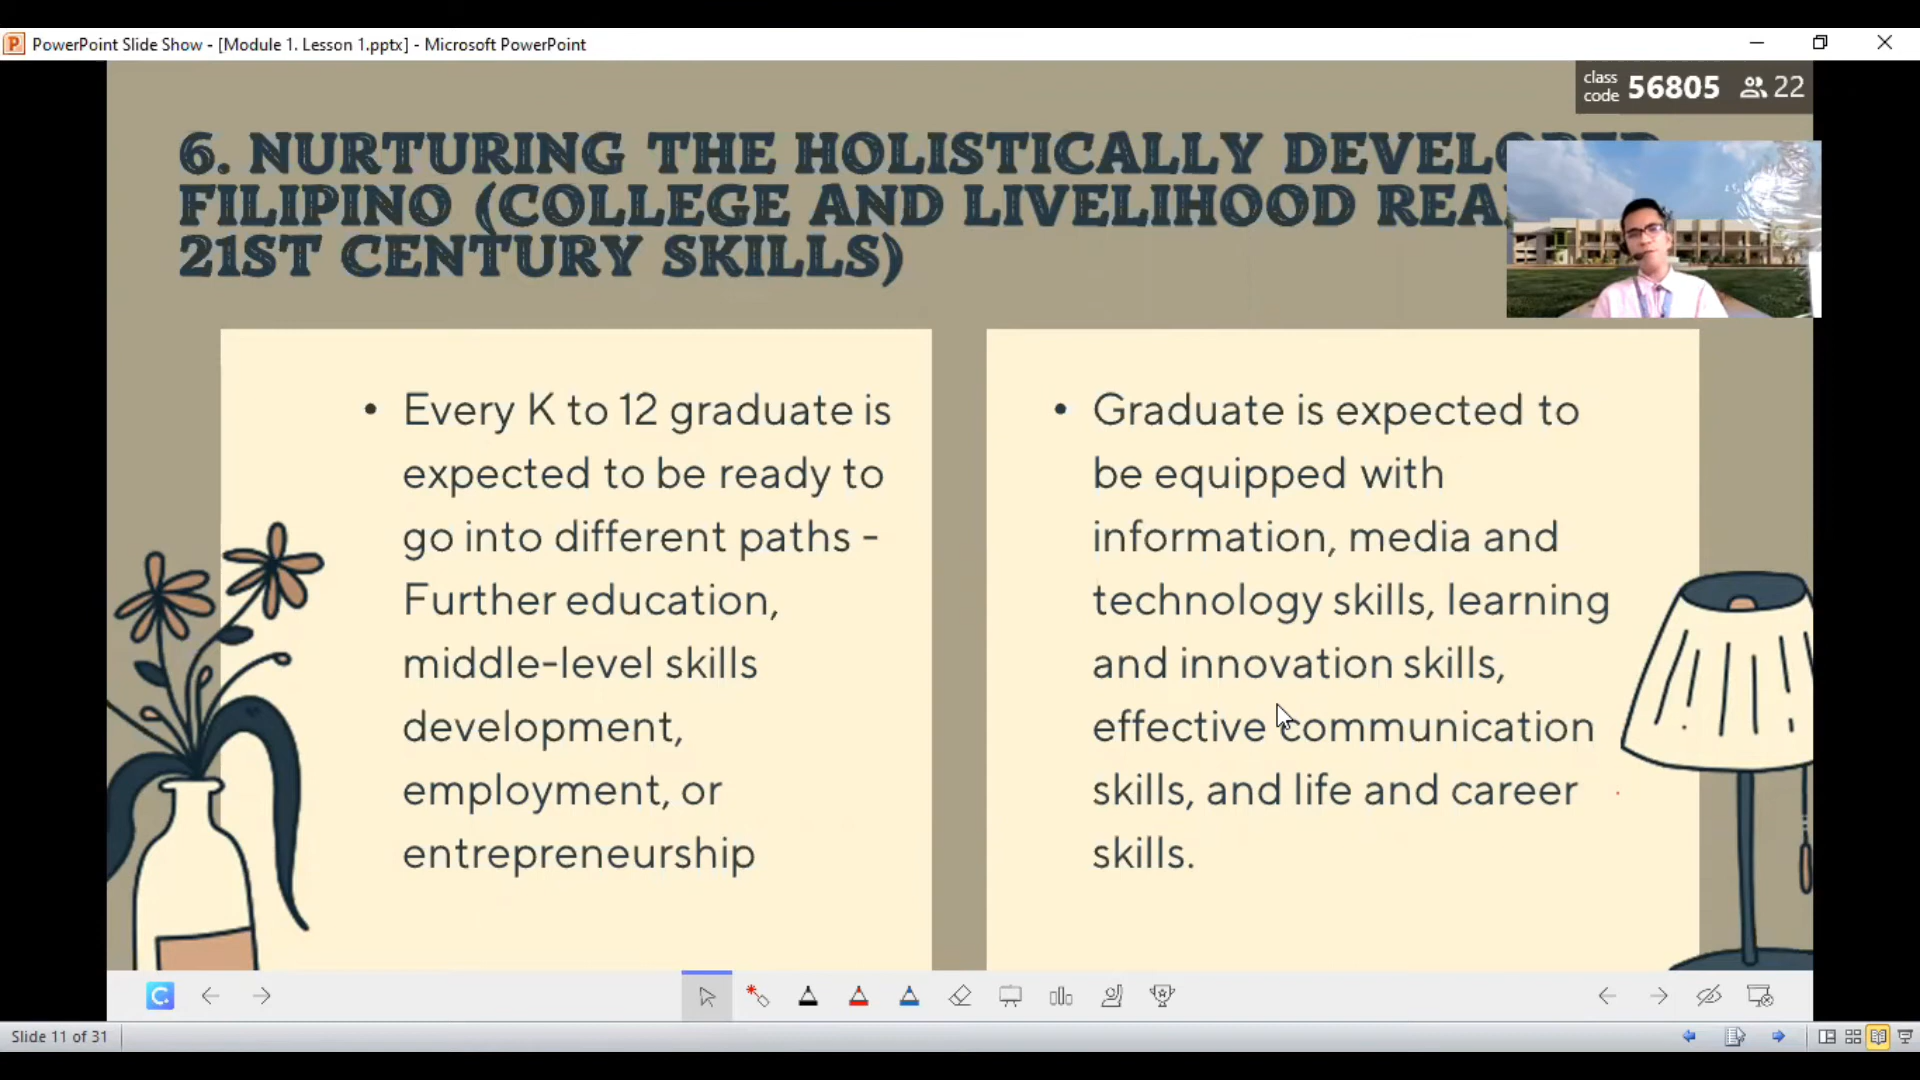 PowerPoint Slide Show - [Module 1. Lesson 1.pptx] - Microsoft PowerPoint
class code 56805 22
6. NURTURING THE HOLISTICALLY DEVELOPED
FILIPINO (COLLEGE AND LIVELIHOOD REA
21ST CENTURY SKILLS)
• Every K to 12 graduate is
expected to be ready to
go into different paths -
Further education,
middle-level skills
development,
employment, or
entrepreneurship
• Graduate is expected to
be equipped with
information, media and
technology skills, learning
and innovation skills,
effective communication
skills, and life and career
skills.
Slide 11 of 31